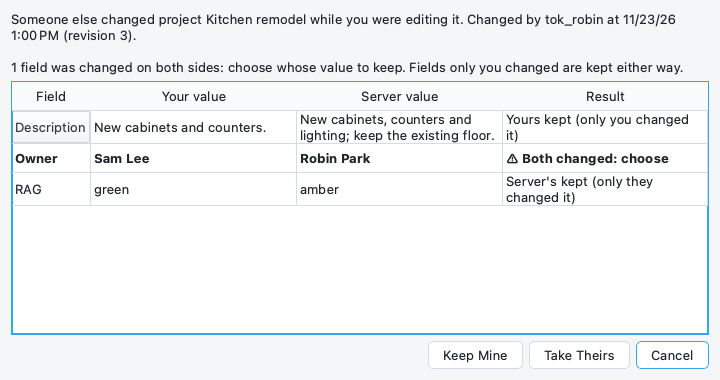 Someone else changed project Kitchen remodel while you were editing it. Changed by tok_robin at 11/23/26
1:00 PM (revision 3).
1 field was changed on both sides: choose whose value to keep. Fields only you changed are kept either way.
Field Your value Server value Result
Description New cabinets and counters. New cabinets, counters and lighting; keep the existing floor. Yours kept (only you changed it)
Owner Sam Lee Robin Park ⚠ Both changed: choose
RAG green amber Server's kept (only they changed it)
Keep Mine Take Theirs Cancel